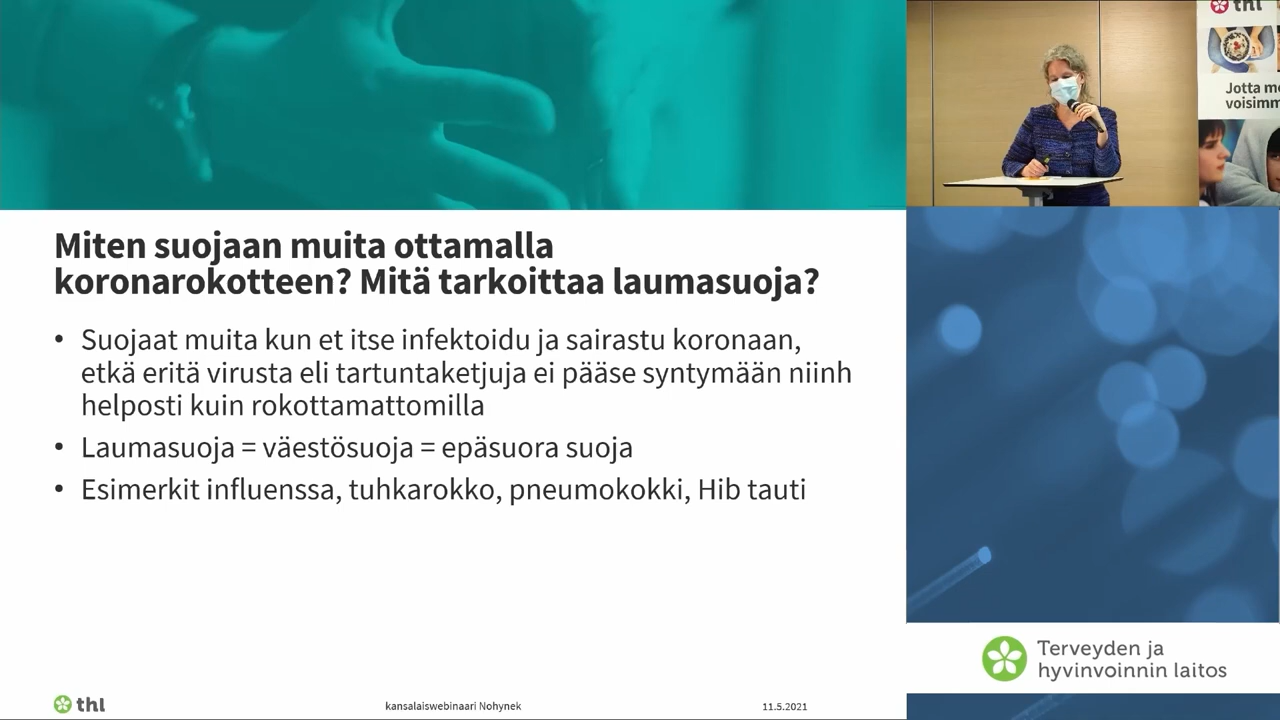 Miten suojaan muita ottamalla
koronarokotteen? Mitä tarkoittaa laumasuoja?
• Suojaat muita kun et itse infektoidu ja sairastu koronaan,
etkä eritä virusta eli tartuntaketjuja ei pääse syntymään niinh
helposti kuin rokottamattomilla
• Laumasuoja = väestösuoja = epäsuora suoja
• Esimerkit influenssa, tuhkarokko, pneumokokki, Hib tauti
thl
kansalaiswebinaari Nohynek
11.5.2021
thl
Jotta me
voisimm
Terveyden ja
hyvinvoinnin laitos